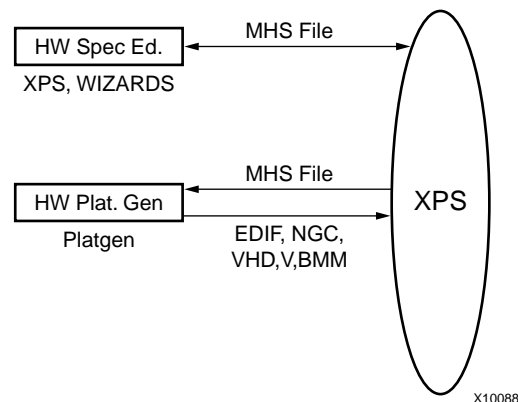 HW Spec Ed.
MHS File
XPS, WIZARDS
MHS File
HW Plat. Gen
XPS
Platgen
EDIF, NGC,
VHD,V,BMM
X10088